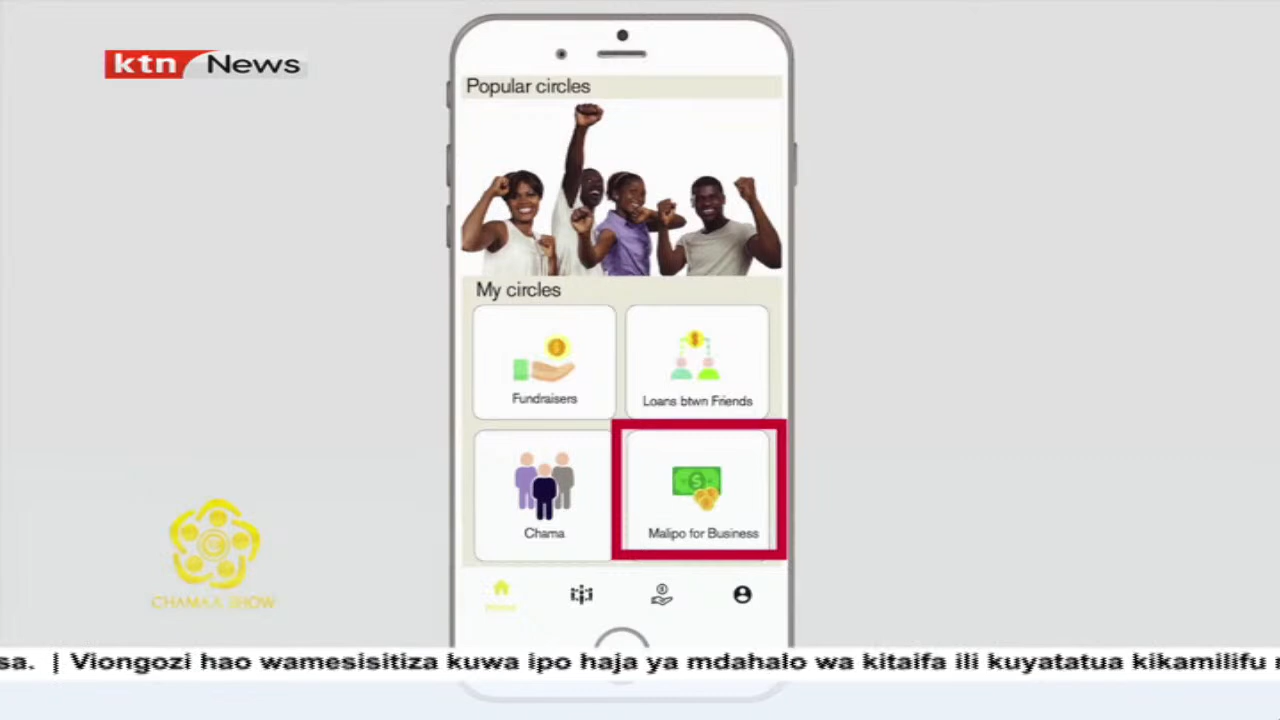 ktn News
Popular circles
My circles
Fundraisers
Loans btwn Friends
Chama
Malipo for Business
CHAMAA SHOW
sa. | Viongozi hao wamesisitiza kuwa ipo haja ya mdahalo wa kitaifa ili kuyatatua kikamilifu